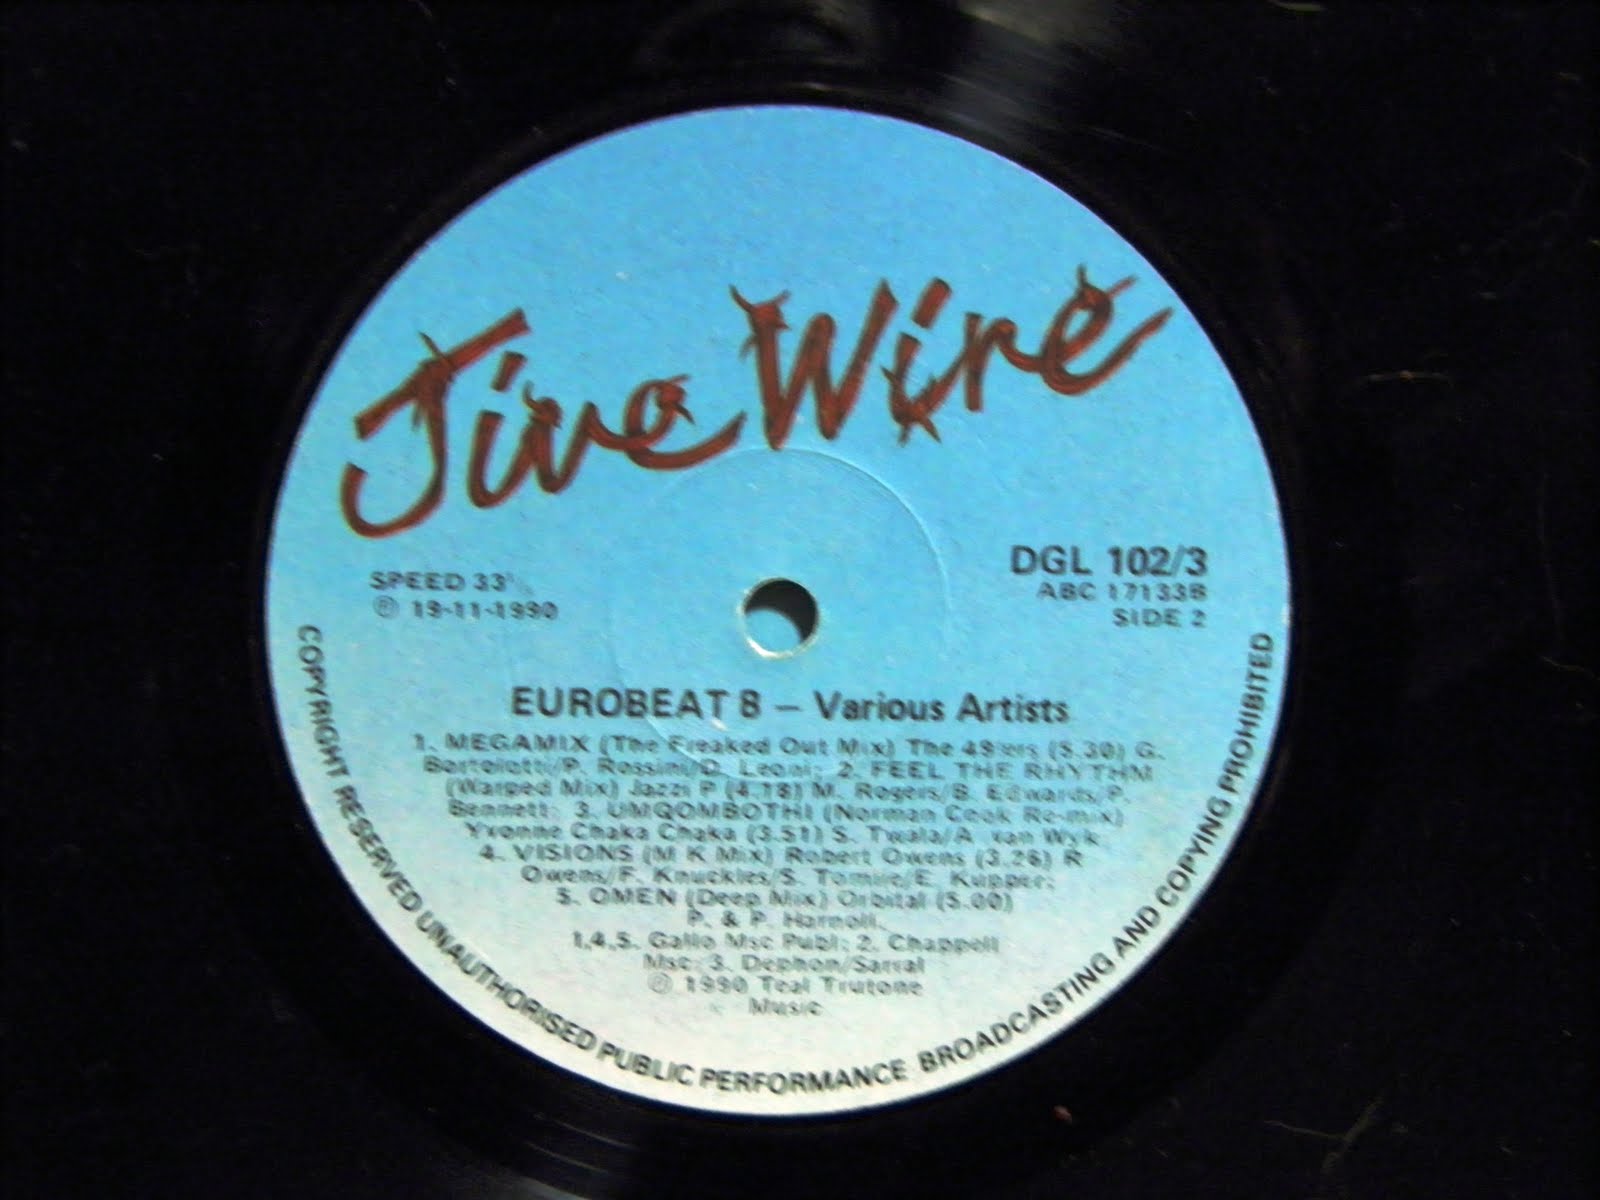 Jive Wire
SPEED 33⅓
Ⓟ 19-11-1990
DGL 102/3
ABC 17133B
SIDE 2
EUROBEAT 8 – Various Artists
1. MEGAMIX (The Freaked Out Mix) The 49'ers (5.30) G.
Bortolotti/P. Rossini/D. Leoni; 2. FEEL THE RHYTHM
(Warped Mix) Jazzi P (4.18) M. Rogers/B. Edwards/P.
Bennett; 3. UMQOMBOTHI (Norman Cook Re-mix)
Yvonne Chaka Chaka (3.51) S. Twala/A. van Wyk
4. VISIONS (M K Mix) Robert Owens (3.26) R
Owens/F. Knuckles/S. Tomiie/E. Kupper;
5. OMEN (Deep Mix) Orbital (5.00)
P. & P. Harnoll.
1,4,5. Gallo Msc Publ; 2. Chappell
Msc; 3. Dephon/Sarral
Ⓟ 1990 Teal Trutone
Music
COPYRIGHT RESERVED UNAUTHORISED PUBLIC PERFORMANCE BROADCASTING AND COPYING PROHIBITED